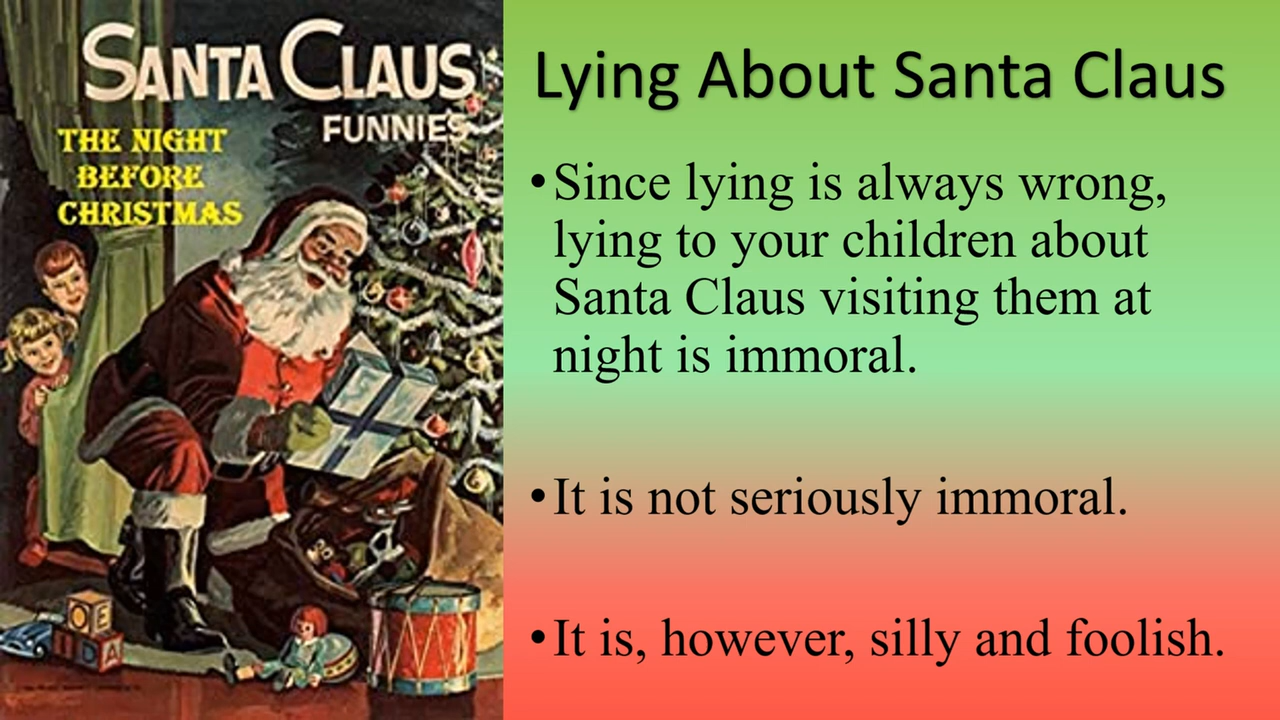 SANTA CLAUS
FUNNIES
THE NIGHT
BEFORE
CHRISTMAS
Lying About Santa Claus
• Since lying is always wrong,
lying to your children about
Santa Claus visiting them at
night is immoral.
• It is not seriously immoral.
• It is, however, silly and foolish.